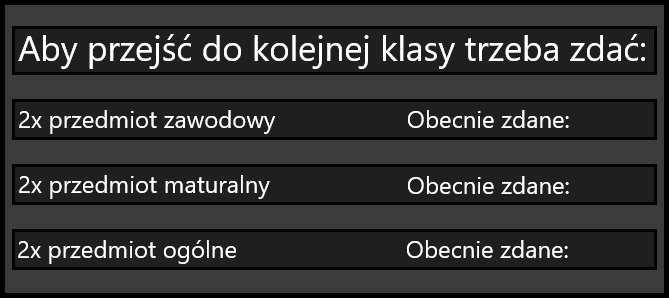 Aby przejść do kolejnej klasy trzeba zdać:
2x przedmiot zawodowy Obecnie zdane:
2x przedmiot maturalny Obecnie zdane:
2x przedmiot ogólne Obecnie zdane: